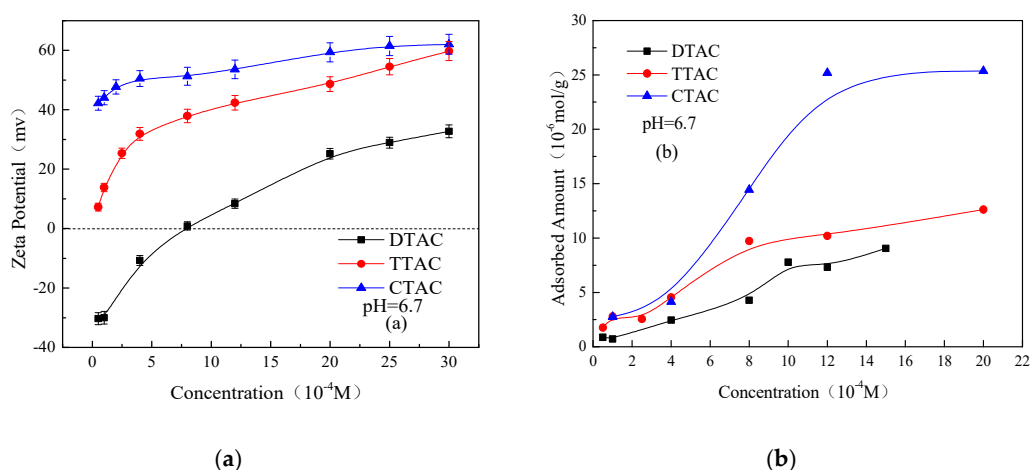 (a)
60
40
20
0
-20
-40
Zeta Potential（mv）
DTAC
TTAC
CTAC
pH=6.7
(a)
0 5 10 15 20 25 30
Concentration（10-4M）
(b)
30
25
20
15
10
5
0
Adsorbed Amount（10-6mol/g）
DTAC
TTAC
CTAC
pH=6.7
(b)
0 2 4 6 8 10 12 14 16 18 20 22
Concentration（10-4M）
(a) (b)